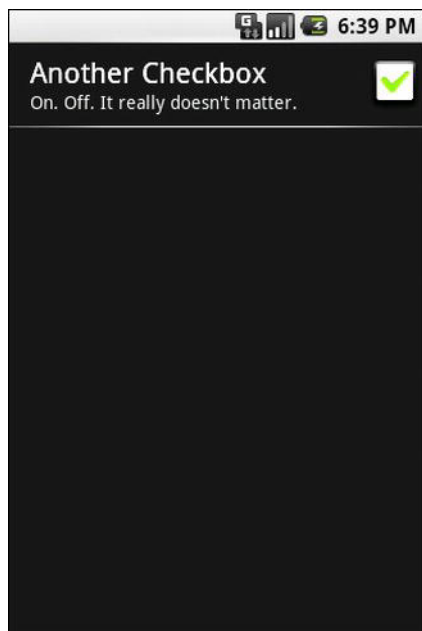 G
6:39 PM
Another Checkbox
On. Off. It really doesn't matter.